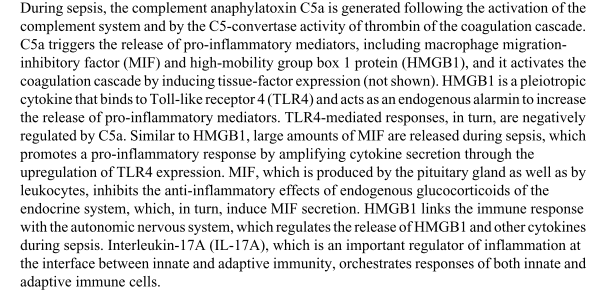 During sepsis, the complement anaphylatoxin C5a is generated following the activation of the
complement system and by the C5-convertase activity of thrombin of the coagulation cascade.
C5a triggers the release of pro-inflammatory mediators, including macrophage migration-
inhibitory factor (MIF) and high-mobility group box 1 protein (HMGB1), and it activates the
coagulation cascade by inducing tissue-factor expression (not shown). HMGB1 is a pleiotropic
cytokine that binds to Toll-like receptor 4 (TLR4) and acts as an endogenous alarmin to increase
the release of pro-inflammatory mediators. TLR4-mediated responses, in turn, are negatively
regulated by C5a. Similar to HMGB1, large amounts of MIF are released during sepsis, which
promotes a pro-inflammatory response by amplifying cytokine secretion through the
upregulation of TLR4 expression. MIF, which is produced by the pituitary gland as well as by
leukocytes, inhibits the anti-inflammatory effects of endogenous glucocorticoids of the
endocrine system, which, in turn, induce MIF secretion. HMGB1 links the immune response
with the autonomic nervous system, which regulates the release of HMGB1 and other cytokines
during sepsis. Interleukin-17A (IL-17A), which is an important regulator of inflammation at
the interface between innate and adaptive immunity, orchestrates responses of both innate and
adaptive immune cells.